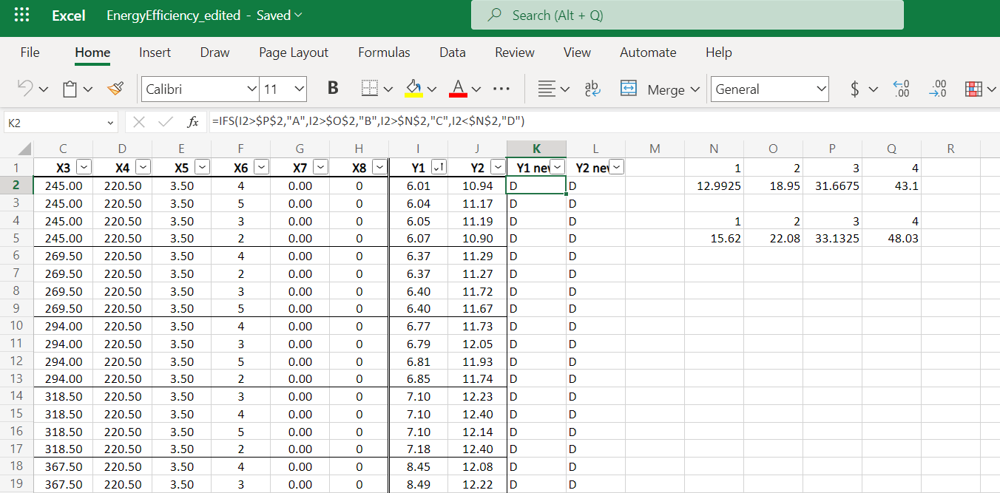 Excel EnergyEfficiency_edited - Saved Search (Alt + Q)
File Home Insert Draw Page Layout Formulas Data Review View Automate Help
Calibri 11 B A ab Merge General $ .00 .00 .0
K2 fx =IFS(I2>$P$2,"A",I2>$O$2,"B",I2>$N$2,"C",I2<$N$2,"D")
C D E F G H I J K L M N O P Q R
1 X3 X4 X5 X6 X7 X8 Y1 Y2 Y1 nev Y2 nev 1 2 3 4
2 245.00 220.50 3.50 4 0.00 0 6.01 10.94 D D 12.9925 18.95 31.6675 43.1
3 245.00 220.50 3.50 5 0.00 0 6.04 11.17 D D
4 245.00 220.50 3.50 3 0.00 0 6.05 11.19 D D 1 2 3 4
5 245.00 220.50 3.50 2 0.00 0 6.07 10.90 D D 15.62 22.08 33.1325 48.03
6 269.50 220.50 3.50 4 0.00 0 6.37 11.29 D D
7 269.50 220.50 3.50 2 0.00 0 6.37 11.27 D D
8 269.50 220.50 3.50 3 0.00 0 6.40 11.72 D D
9 269.50 220.50 3.50 5 0.00 0 6.40 11.67 D D
10 294.00 220.50 3.50 4 0.00 0 6.77 11.73 D D
11 294.00 220.50 3.50 3 0.00 0 6.79 12.05 D D
12 294.00 220.50 3.50 5 0.00 0 6.81 11.93 D D
13 294.00 220.50 3.50 2 0.00 0 6.85 11.74 D D
14 318.50 220.50 3.50 3 0.00 0 7.10 12.23 D D
15 318.50 220.50 3.50 4 0.00 0 7.10 12.40 D D
16 318.50 220.50 3.50 5 0.00 0 7.10 12.14 D D
17 318.50 220.50 3.50 2 0.00 0 7.18 12.40 D D
18 367.50 220.50 3.50 4 0.00 0 8.45 12.08 D D
19 367.50 220.50 3.50 3 0.00 0 8.49 12.22 D D